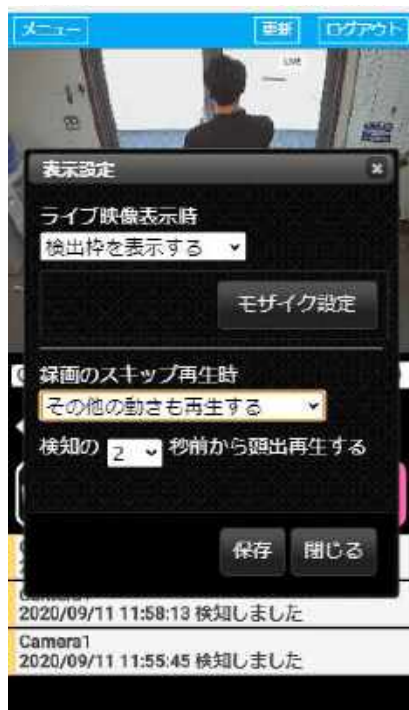 メニュー 更新 ログアウト
LIVE
表示設定
ライブ映像表示時
検出枠を表示する
モザイク設定
録画のスキップ再生時
その他の動きも再生する
検知の 2 秒前から頭出再生する
保存 閉じる
2020/09/11 11:58:13 検知しました
Camera1
2020/09/11 11:55:45 検知しました